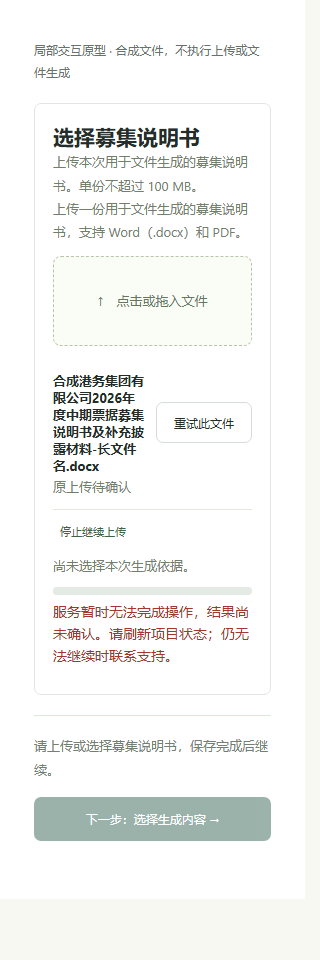 局部交互原型 · 合成文件，不执行上传或文
件生成
选择募集说明书
上传本次用于文件生成的募集说明
书。单份不超过 100 MB。
上传一份用于文件生成的募集说明
书，支持 Word（.docx）和 PDF。
↑ 点击或拖入文件
合成港务集团有
限公司2026年
度中期票据募集
说明书及补充披
露材料-长文件
名.docx
重试此文件
原上传待确认
停止继续上传
尚未选择本次生成依据。
服务暂时无法完成操作，结果尚
未确认。请刷新项目状态；仍无
法继续时联系支持。
请上传或选择募集说明书，保存完成后继
续。
下一步：选择生成内容 →